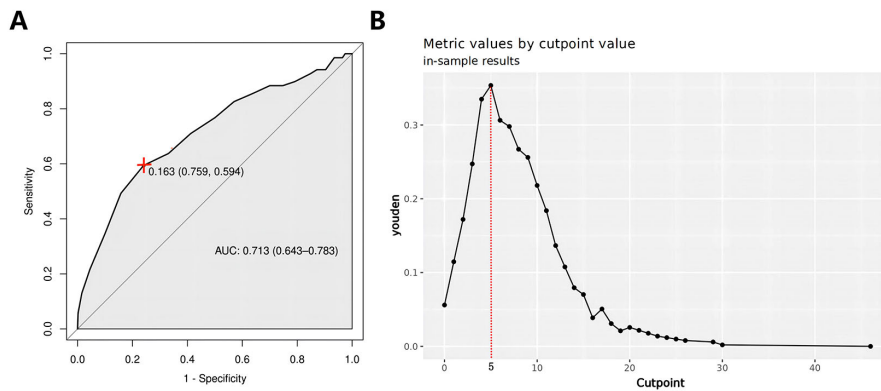 A
1.0
0.8
0.6
0.4
0.2
0.0
Sensitivity
0.163 (0.759, 0.594)
AUC: 0.713 (0.643–0.783)
0.0 0.2 0.4 0.6 0.8 1.0
1 - Specificity
B
Metric values by cutpoint value
in-sample results
0.3
0.2
0.1
0.0
youden
0 5 10 20 30 40
Cutpoint